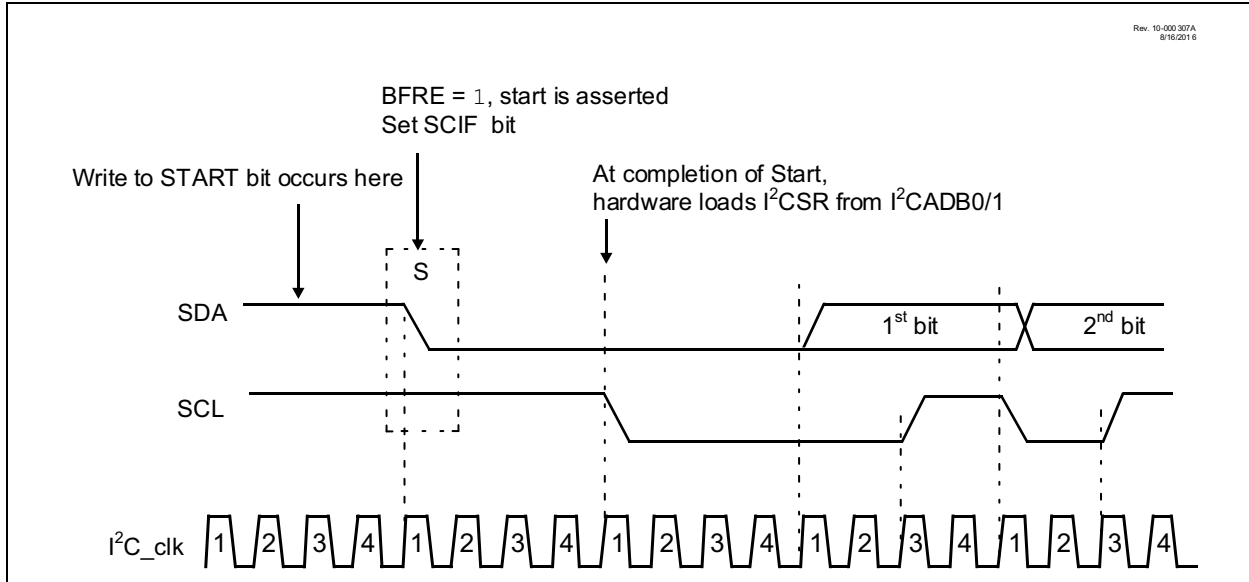 Rev. 10-000 307A
8/16/201 6
BFRE = 1, start is asserted
Set SCIF bit
Write to START bit occurs here
At completion of Start,
hardware loads I²CSR from I²CADB0/1
S
SDA
1st bit
2nd bit
SCL
I²C_clk 1 2 3 4 1 2 3 4 1 2 3 4 1 2 3 4 1 2 3 4